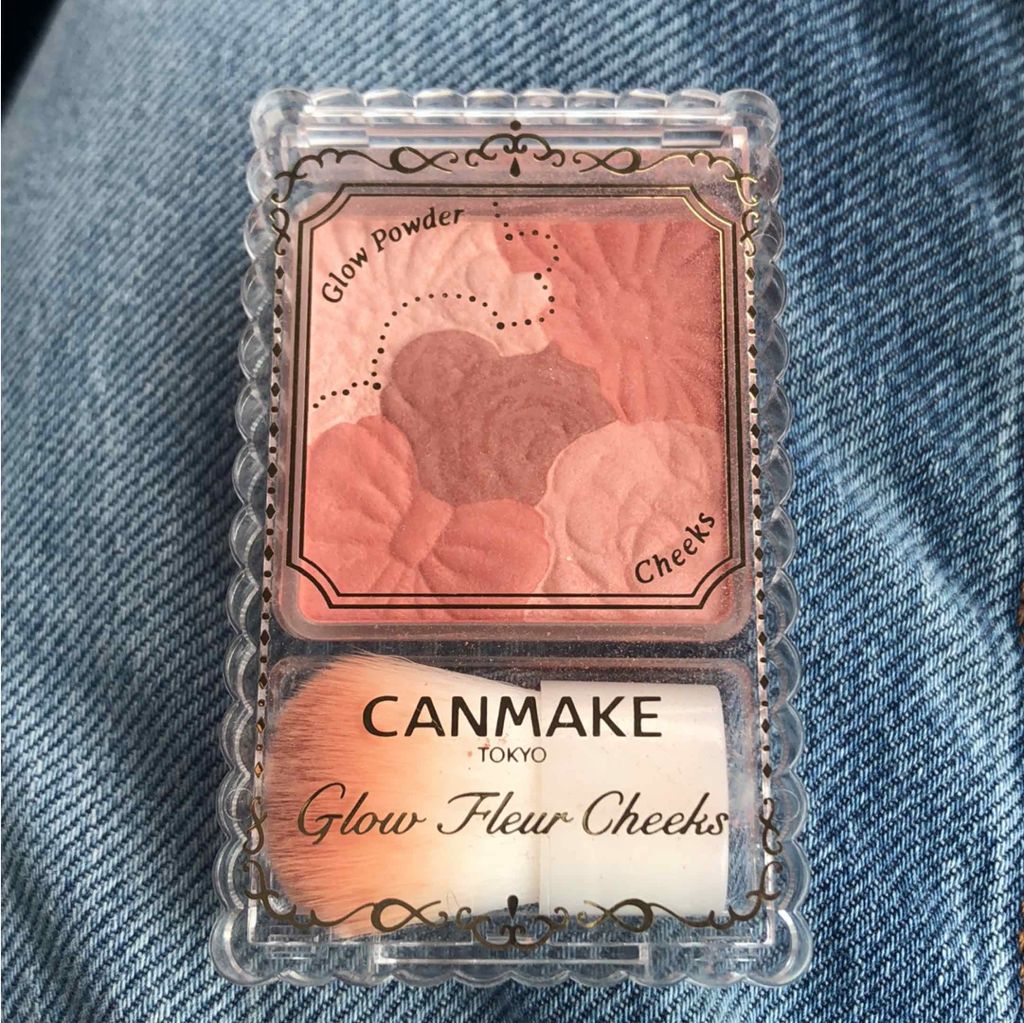 Glow Powder
Cheeks
CANMAKE
TOKYO
Glow Fleur Cheeks